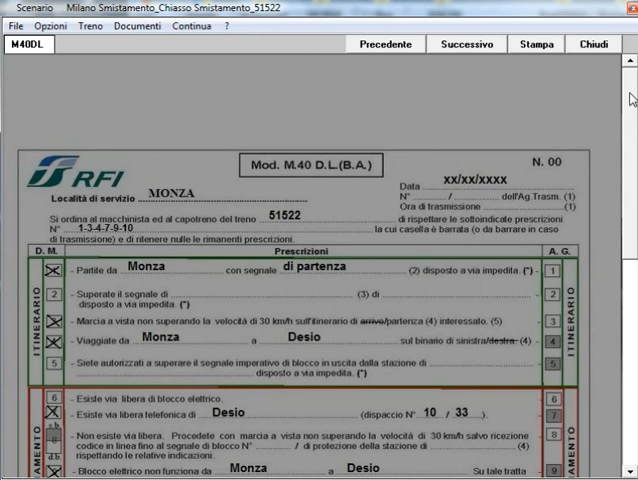 Scenario Milano Smistamento_Chiasso Smistamento_51522
File Opzioni Treno Documenti Continua ?
M40DL Precedente Successivo Stampa Chiudi
RFI
Mod. M.40 D.L.(B.A.)
N. 00
Data xx/xx/xxxx
N° / dell'Ag.Trasm. (1)
Ora di trasmissione (1)
Località di servizio MONZA
Si ordina al macchinista ed al capotreno del treno 51522 di rispettare le sottoindicate prescrizioni
N° 1-3-4-7-9-10 la cui casella è barrata (o da barrare in caso
di trasmissione) e di ritenere nulle le rimanenti prescrizioni.
D. M. Prescrizioni A. G.
ITINERARIO
- Partite da Monza con segnale di partenza (2) disposto a via impedita. (*) - 1
2 - Superate il segnale di (3) di - 2
disposto a via impedita. (*)
- Marcia a vista non superando la velocità di 30 km/h sull'itinerario di arrivo/partenza (4) interessato. (5) 3
- Viaggiate da Monza a Desio sul binario di sinistra/destra (4) - 4
5 - Siete autorizzati a superare il segnale imperativo di blocco in uscita dalla stazione di 5
disposto a via impedita. (*)
ITINERARIO
6 - Esiste via libera di blocco elettrico. 6
- Esiste via libera telefonica di Desio (dispaccio N° 10 / 33 ). 7
s.b.
8 - Non esiste via libera. Procedete con marcia a vista non superando la velocità di 30 km/h salvo ricezione 8
codice in linea fino al segnale di blocco N° / di protezione della stazione di (4)
d.b. rispettando le relative indicazioni.
AMENTO
- Blocco elettrico non funziona da Monza a Desio Su tale tratta 9
AMENTO